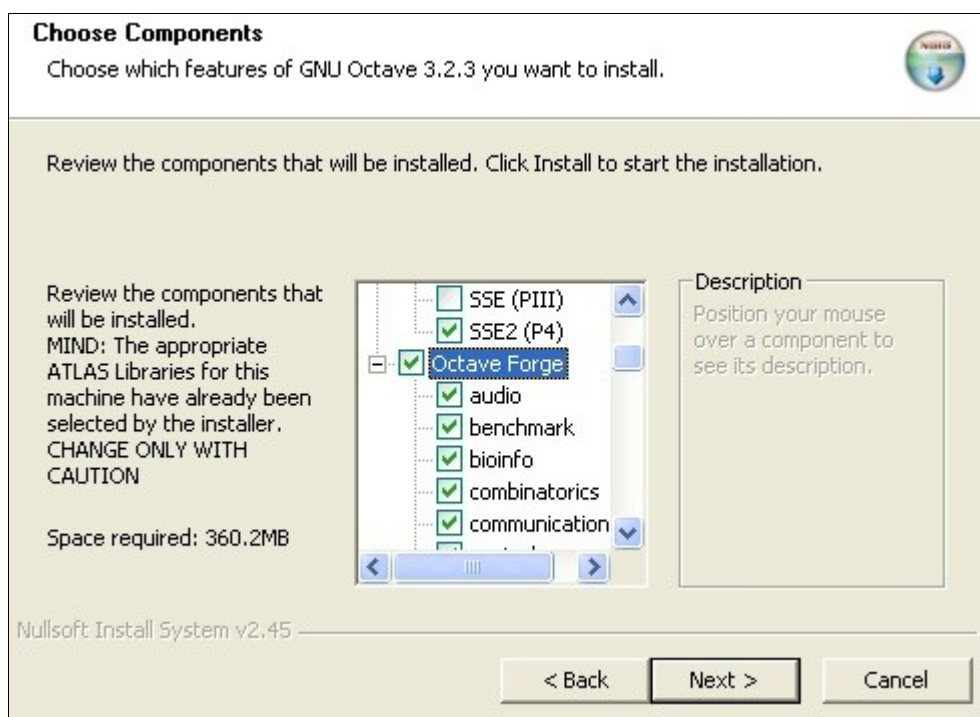 Choose Components
Choose which features of GNU Octave 3.2.3 you want to install.
Review the components that will be installed. Click Install to start the installation.
Review the components that
will be installed.
MIND: The appropriate
ATLAS Libraries for this
machine have already been
selected by the installer.
CHANGE ONLY WITH
CAUTION
Space required: 360.2MB
SSE (PIII)
SSE2 (P4)
Octave Forge
audio
benchmark
bioinfo
combinatorics
communication
Description
Position your mouse
over a component to
see its description.
Nullsoft Install System v2.45
< Back
Next >
Cancel